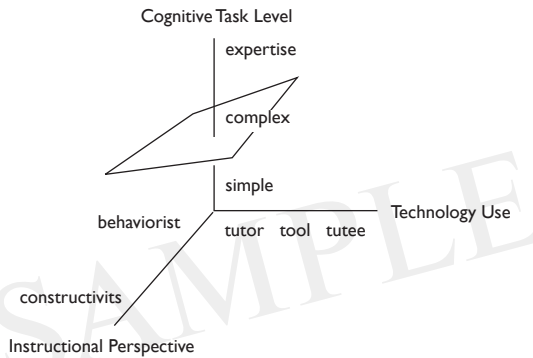 Cognitive Task Level
expertise
complex
simple
behaviorist
Technology Use
tutor tool tutee
constructivits
Instructional Perspective
SAMPLE